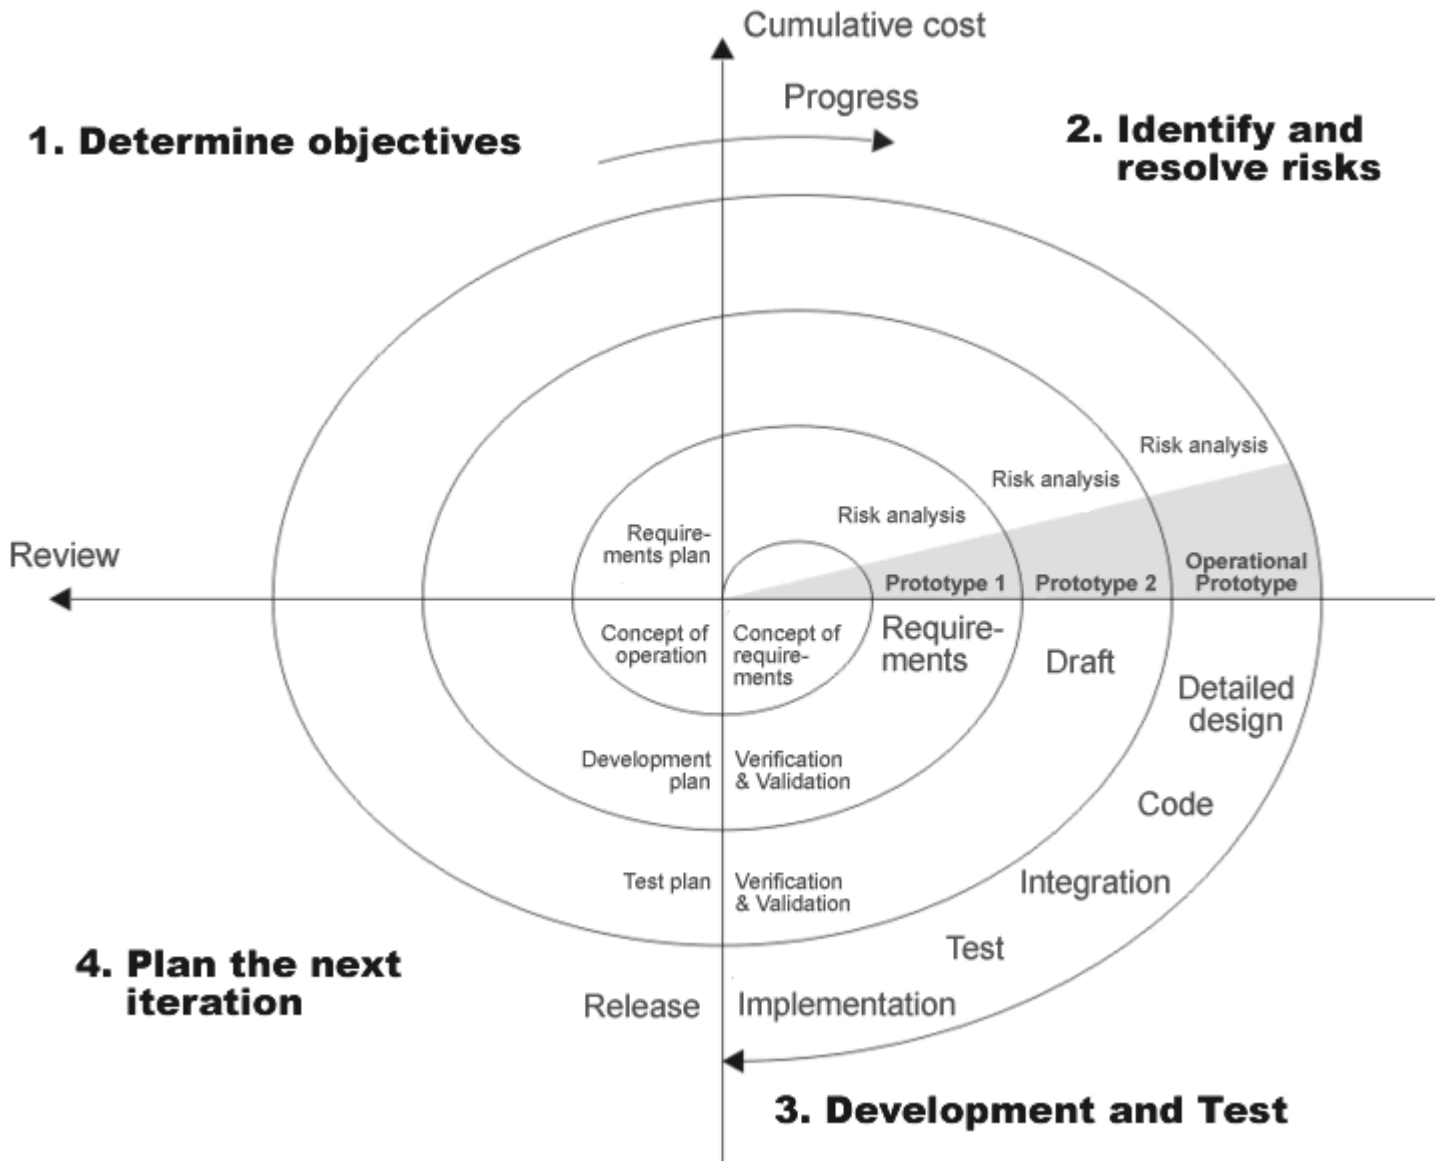 Cumulative cost
Progress
1. Determine objectives
2. Identify and
resolve risks
Risk analysis
Risk analysis
Risk analysis
Require-
ments plan
Review
Prototype 1
Prototype 2
Operational
Prototype
Concept of
operation
Concept of
require-
ments
Require-
ments
Draft
Detailed
design
Development
plan
Verification
& Validation
Code
Test plan
Verification
& Validation
Integration
Test
4. Plan the next
iteration
Release
Implementation
3. Development and Test